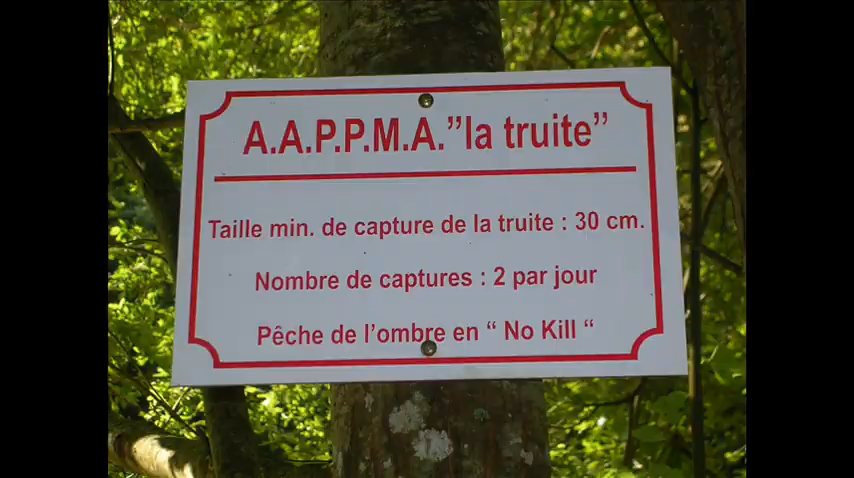 A.A.P.P.M.A."la truite"
Taille min. de capture de la truite : 30 cm.
Nombre de captures : 2 par jour
Pêche de l'ombre en " No Kill "